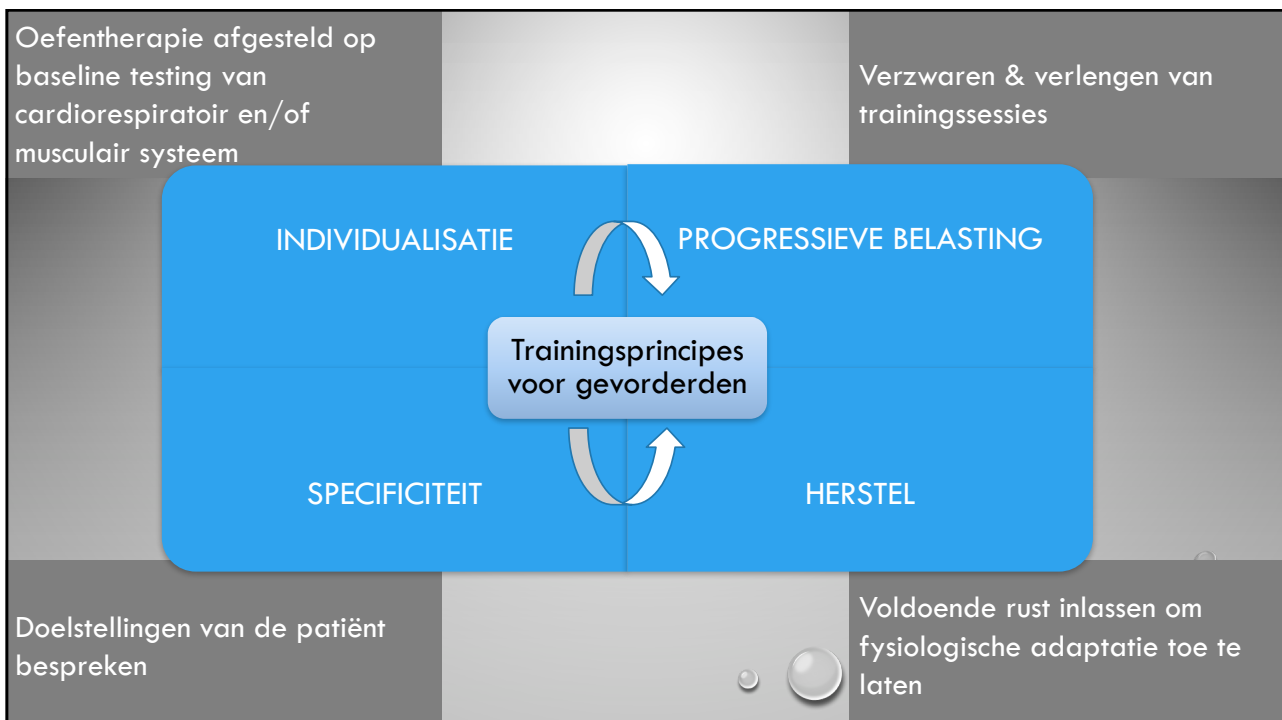 Oefentherapie afgesteld op
baseline testing van
cardiorespiratoir en/of
musculair systeem
Verzwaren & verlengen van
trainingssessies
INDIVIDUALISATIE
PROGRESSIEVE BELASTING
Trainingsprincipes
voor gevorderden
SPECIFICITEIT
HERSTEL
Doelstellingen van de patiënt
bespreken
Voldoende rust inlassen om
fysiologische adaptatie toe te
laten